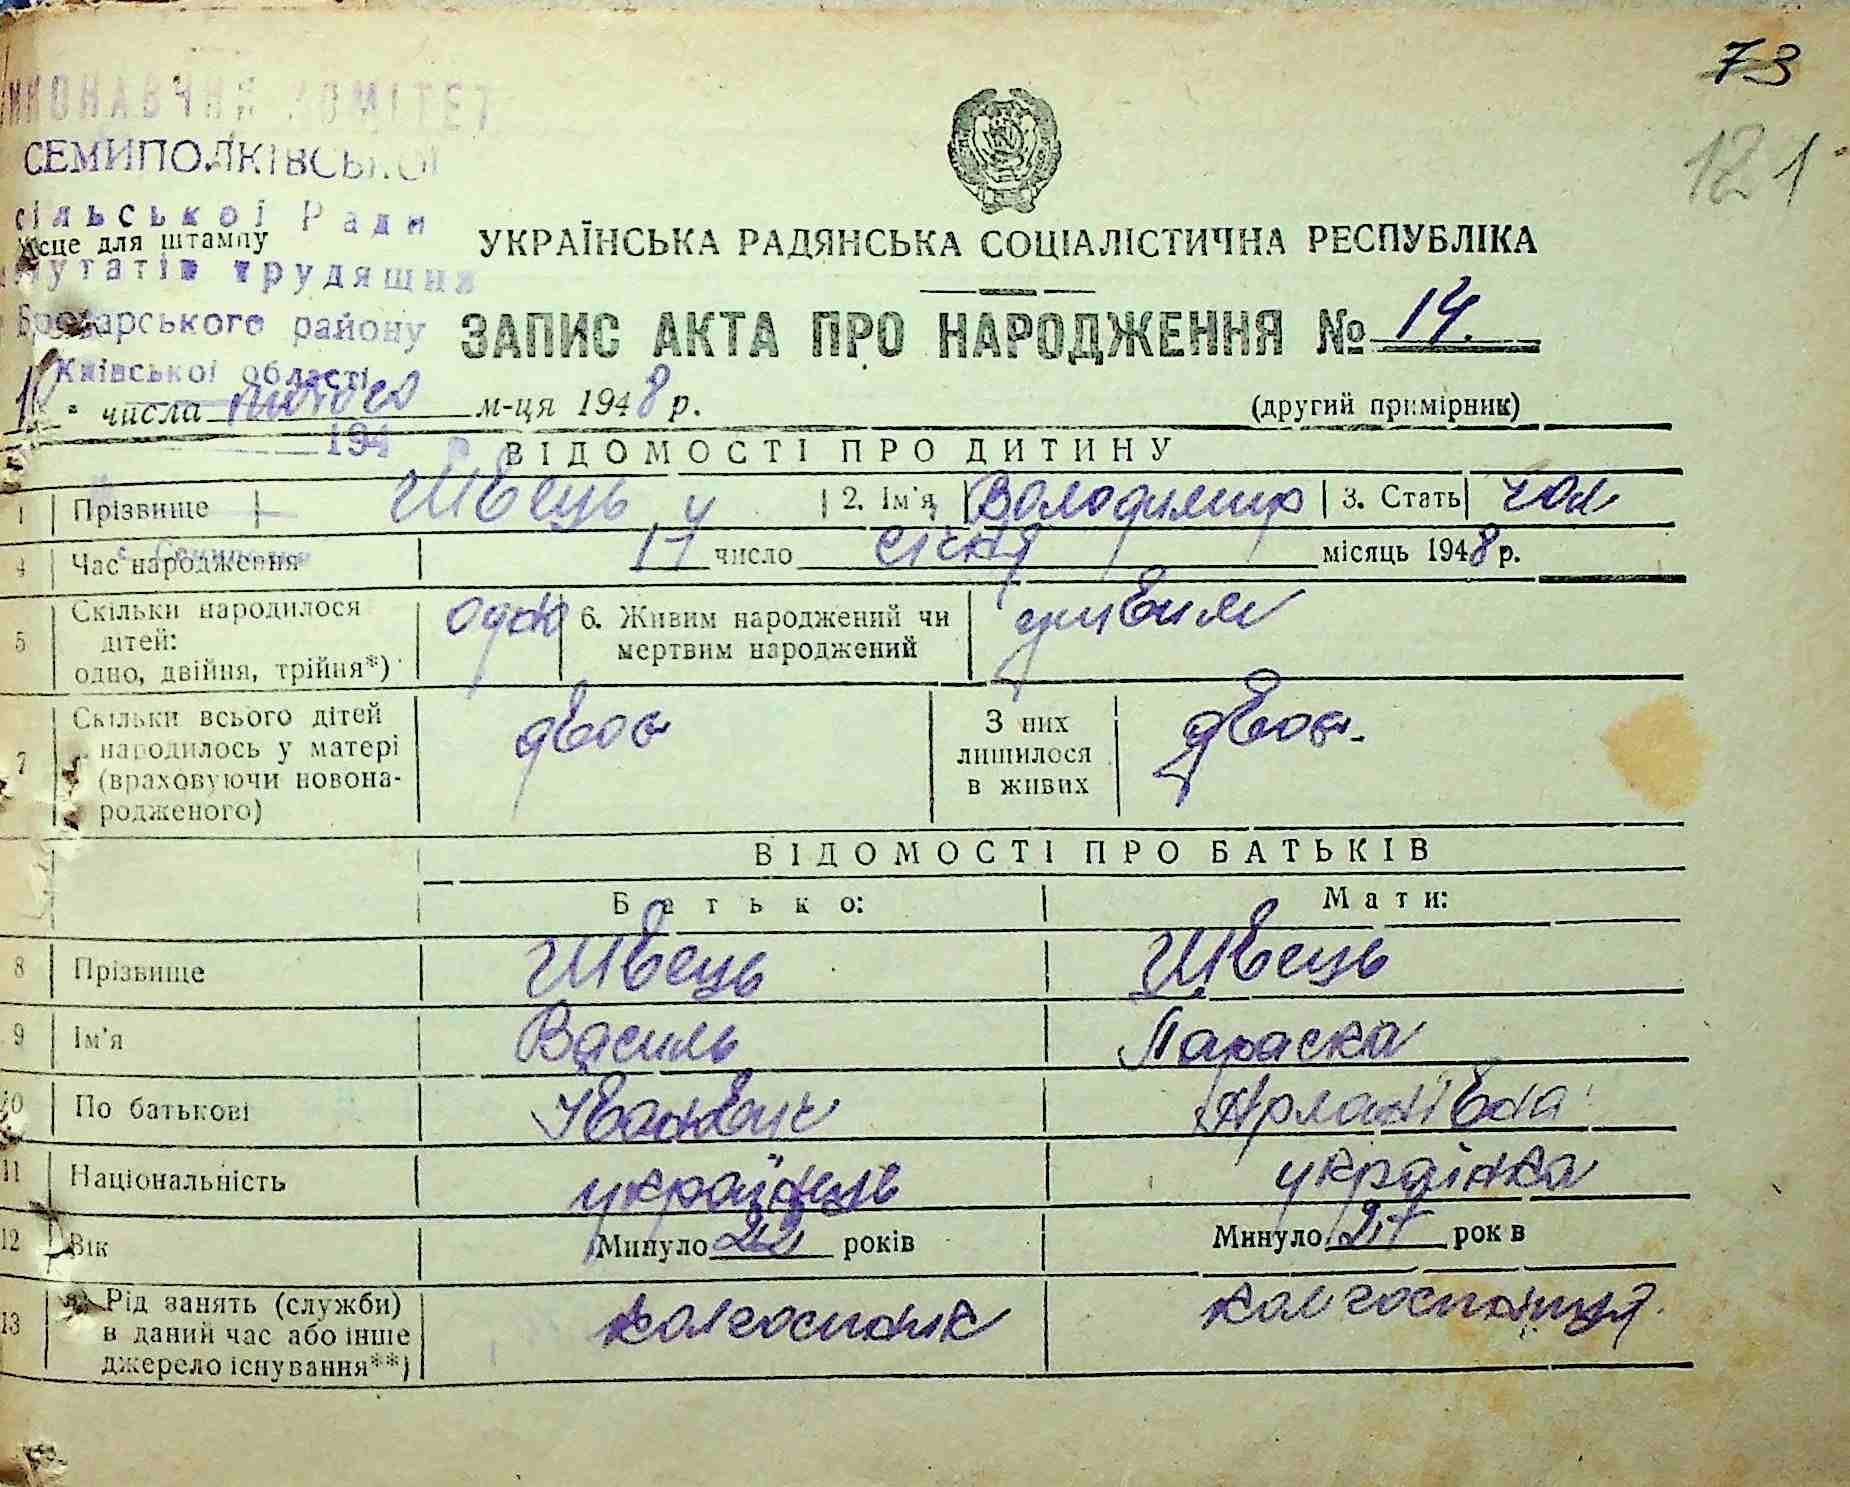 73
121
ВИКОНАВЧИЙ КОМІТЕТ
СЕМИПОЛКІВСЬКОЇ
сільської Ради
Місце для штампу
депутатів трудящих
Броварського району
Київської області
194
УКРАЇНСЬКА РАДЯНСЬКА СОЦІАЛІСТИЧНА РЕСПУБЛІКА
ЗАПИС АКТА ПРО НАРОДЖЕННЯ № 14.
числа лютого м-ця 1948 р. (другий примірник)
ВІДОМОСТІ ПРО ДИТИНУ
1 Прізвище Швець 2. Ім'я Володимир 3. Стать чол
4 Час народження 17 число січня місяць 1948 р.
5 Скільки народилося дітей: одно, двійня, трійня*) одно 6. Живим народжений чи мертвим народжений живим
7 Скільки всього дітей народилось у матері (враховуючи новонародженого) двоє З них лишилося в живих двоє.
ВІДОМОСТІ ПРО БАТЬКІВ
Батько: Мати:
8 Прізвище Швець Швець
9 Ім'я Василь Параска
10 По батькові Іванович
11 Національність українець українка
12 Вік Минуло 22 років Минуло 27 років
13 Рід занять (служби) в даний час або інше джерело існування**) колгоспник колгоспниця.